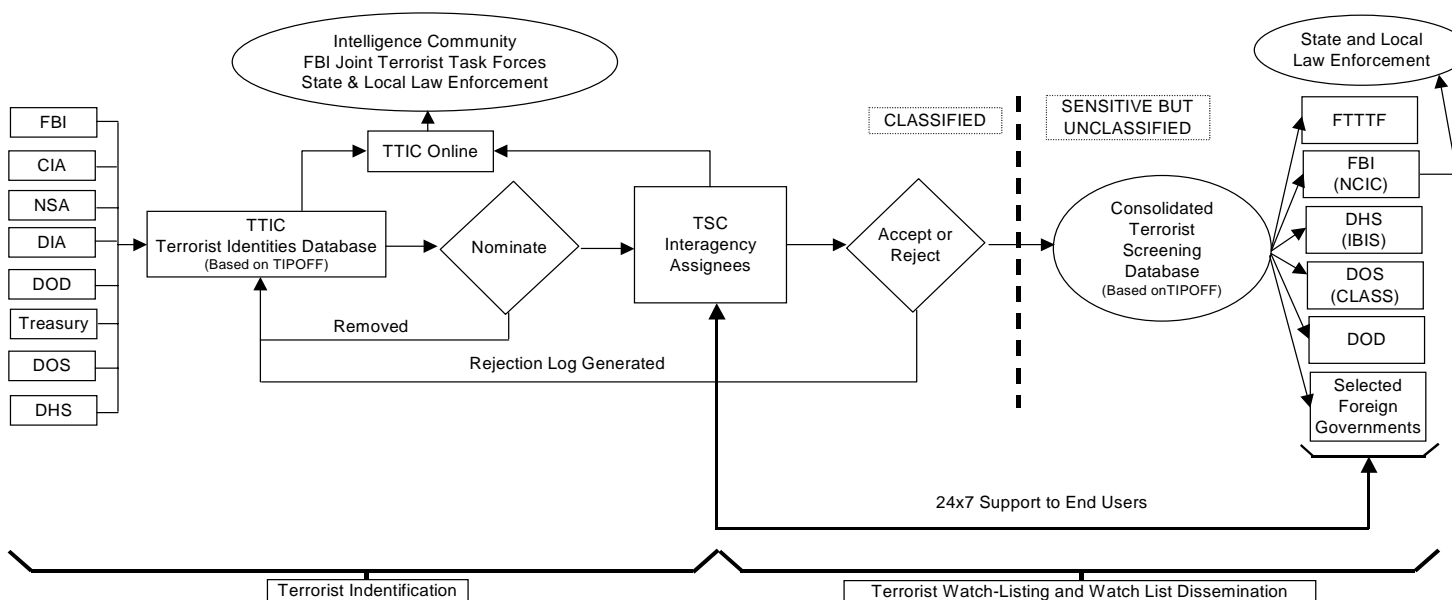 Intelligence Community
FBI Joint Terrorist Task Forces
State & Local Law Enforcement
State and Local
Law Enforcement
CLASSIFIED
SENSITIVE BUT
UNCLASSIFIED
FBI
CIA
NSA
DIA
DOD
Treasury
DOS
DHS
TTIC Online
TTIC
Terrorist Identities Database
(Based on TIPOFF)
Nominate
TSC
Interagency
Assignees
Accept or
Reject
Consolidated
Terrorist
Screening
Database
(Based onTIPOFF)
FTTTF
FBI
(NCIC)
DHS
(IBIS)
DOS
(CLASS)
DOD
Selected
Foreign
Governments
Removed
Rejection Log Generated
24x7 Support to End Users
Terrorist Indentification
Terrorist Watch-Listing and Watch List Dissemination